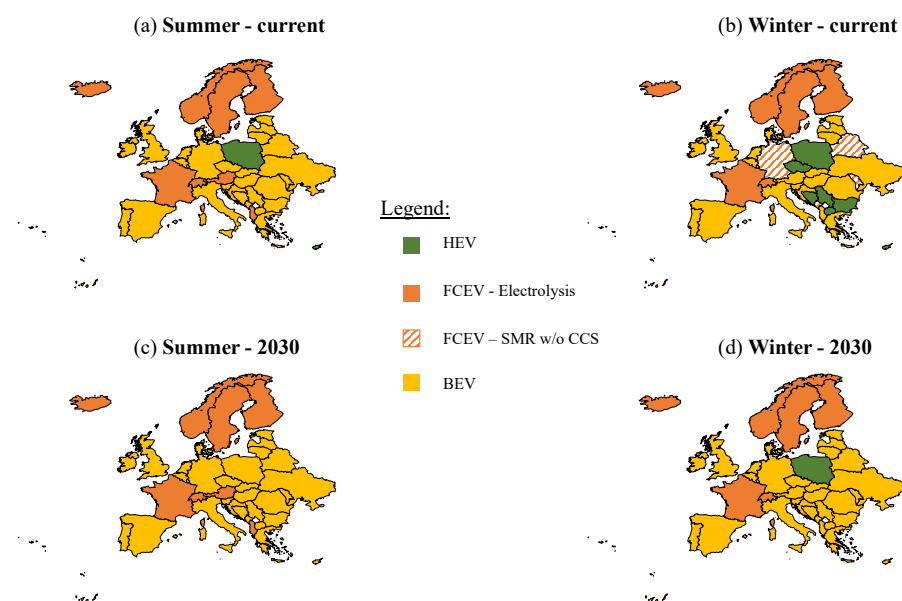 (a) Summer - current
(b) Winter - current
Legend:
HEV
FCEV - Electrolysis
FCEV – SMR w/o CCS
BEV
(c) Summer - 2030
(d) Winter - 2030